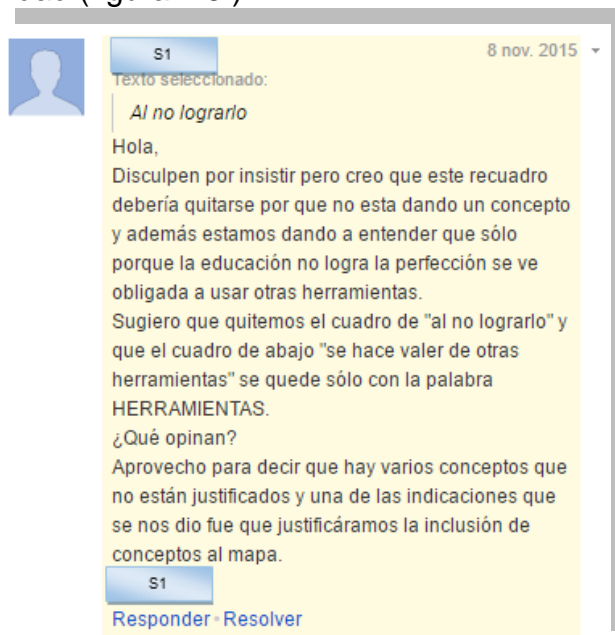 S1
8 nov. 2015
Texto seleccionado:
Al no lograrlo
Hola,
Disculpen por insistir pero creo que este recuadro
debería quitarse por que no esta dando un concepto
y además estamos dando a entender que sólo
porque la educación no logra la perfección se ve
obligada a usar otras herramientas.
Sugiero que quitemos el cuadro de "al no lograrlo" y
que el cuadro de abajo "se hace valer de otras
herramientas" se quede sólo con la palabra
HERRAMIENTAS.
¿Qué opinan?
Aprovecho para decir que hay varios conceptos que
no están justificados y una de las indicaciones que
se nos dio fue que justificáramos la inclusión de
conceptos al mapa.
S1
Responder - Resolver